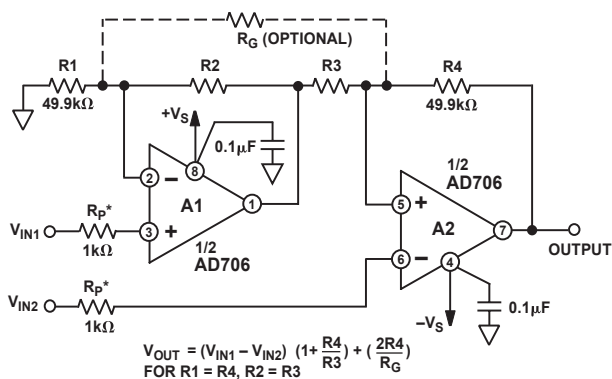 R_G (OPTIONAL)
R1
49.9kΩ
R2
R3
R4
49.9kΩ
+V_S
0.1µF
8
2
−
A1
1
3
+
1/2
AD706
V_IN1
R_P*
1kΩ
1/2
AD706
5
+
A2
7
6
−
4
OUTPUT
V_IN2
R_P*
1kΩ
−V_S
0.1µF
V_OUT = (V_IN1 – V_IN2) (1+ R4/R3) + ( 2R4/R_G)
FOR R1 = R4, R2 = R3